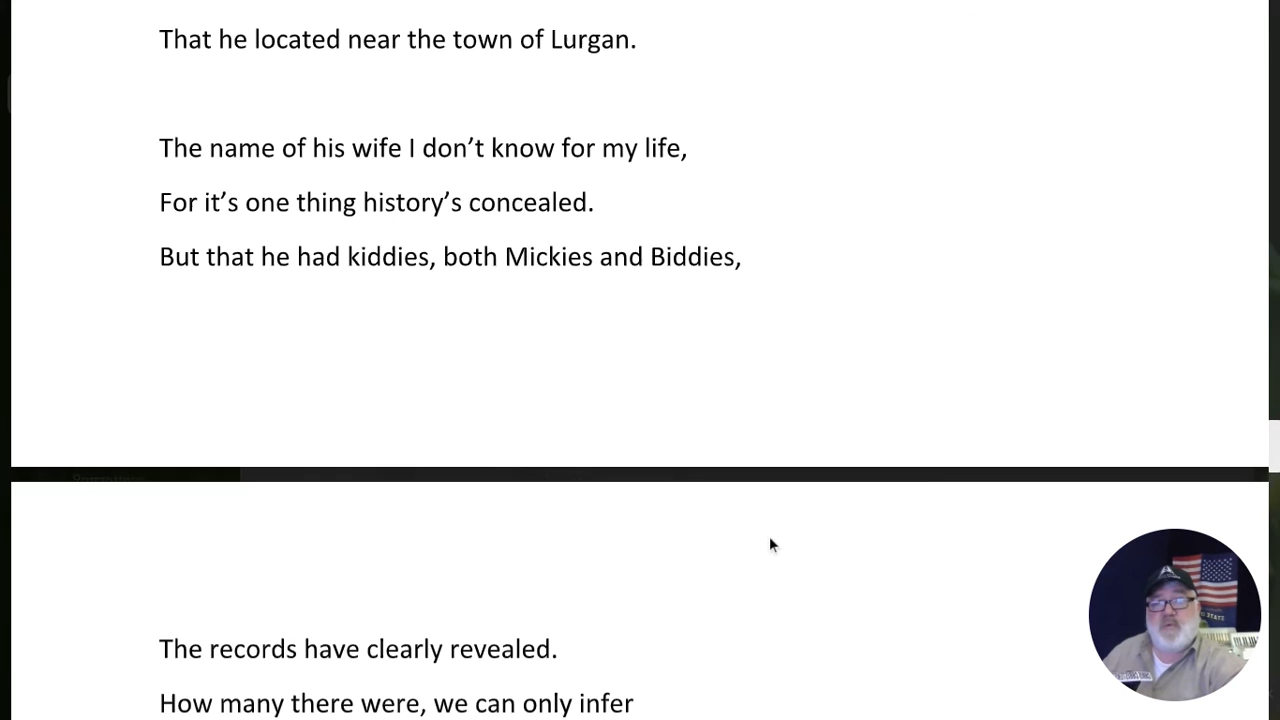 That he located near the town of Lurgan.
The name of his wife I don’t know for my life,
For it’s one thing history’s concealed.
But that he had kiddies, both Mickies and Biddies,
The records have clearly revealed.
How many there were, we can only infer
STATE